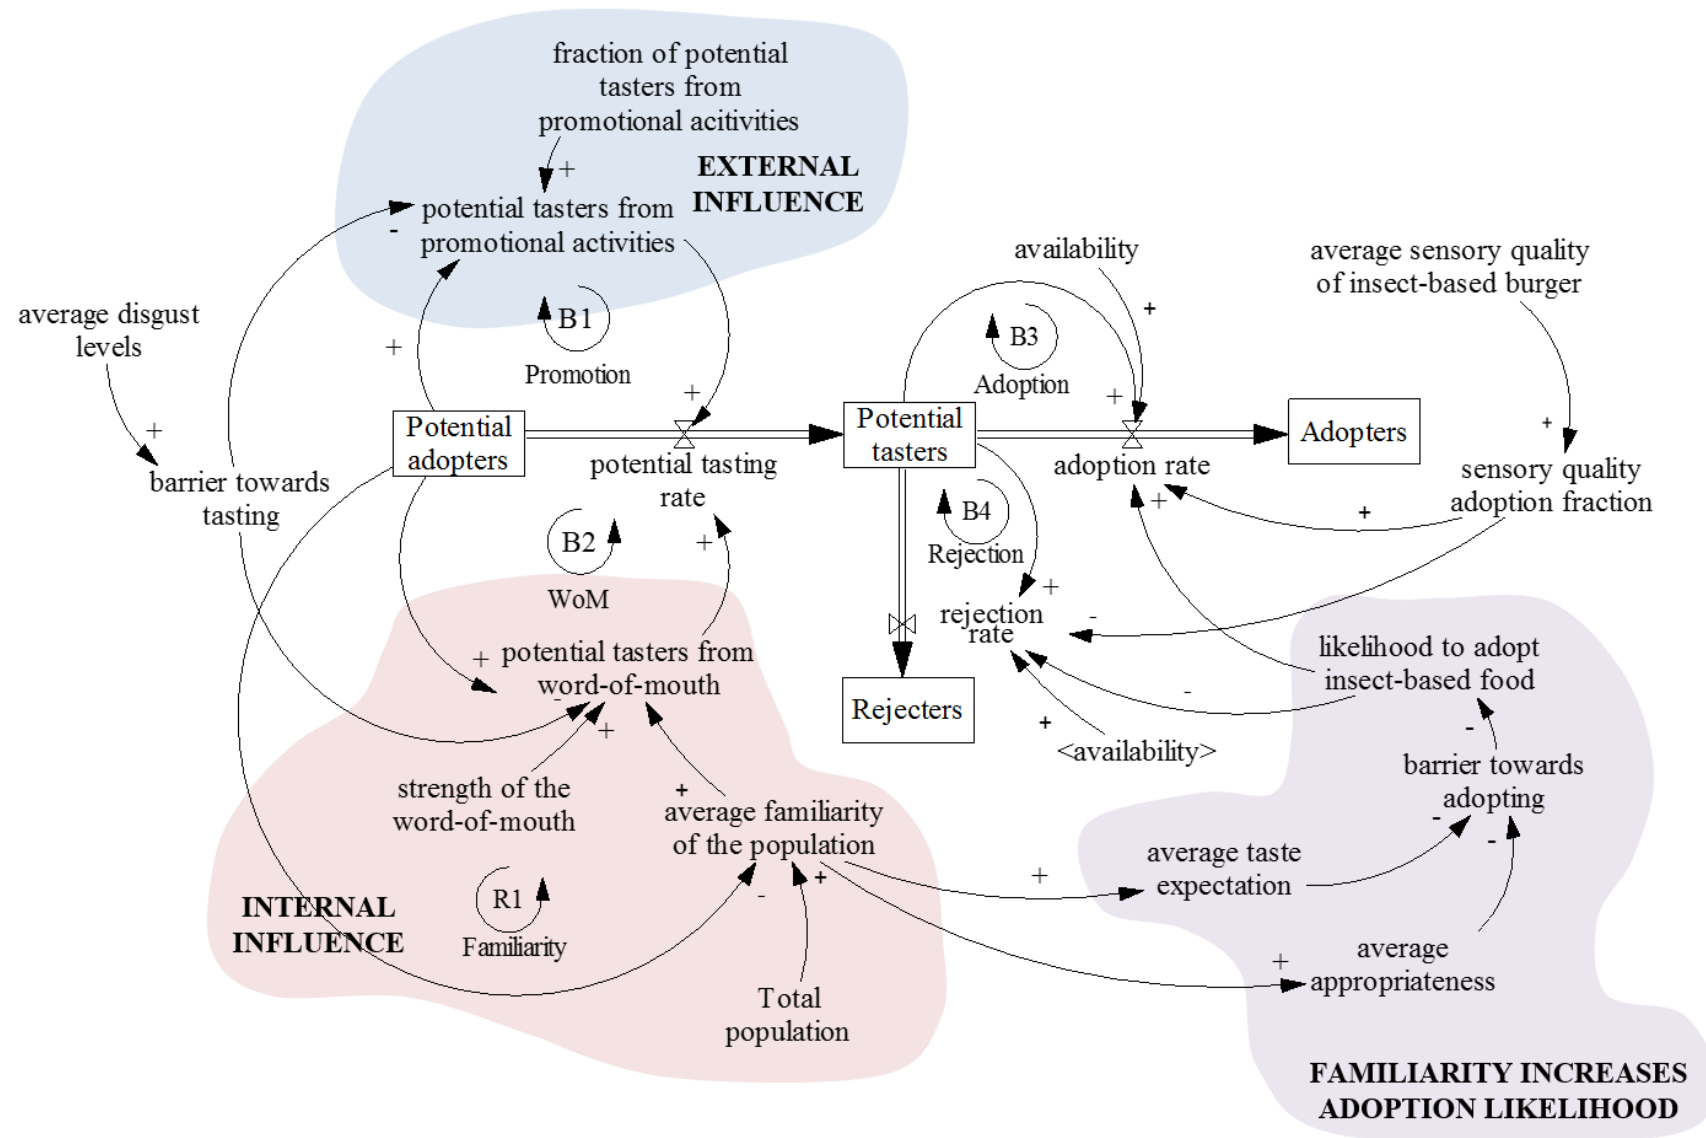 fraction of potential
tasters from
promotional acitivities
+
EXTERNAL
INFLUENCE
potential tasters from
promotional activities
-
+
B1
Promotion
+
average disgust
levels
+
barrier towards
tasting
Potential
adopters
potential tasting
rate
+
B2
WoM
availability
+
B3
Adoption
+
Potential
tasters
adoption rate
+
Adopters
average sensory quality
of insect-based burger
+
sensory quality
adoption fraction
+
B4
Rejection
+
rejection
rate
-
-
+
<availability>
Rejecters
+
potential tasters from
word-of-mouth
-
+
strength of the
word-of-mouth
+
average familiarity
of the population
-
+
R1
Familiarity
INTERNAL
INFLUENCE
Total
population
likelihood to adopt
insect-based food
-
barrier towards
adopting
-
-
+
average taste
expectation
+
average
appropriateness
FAMILIARITY INCREASES
ADOPTION LIKELIHOOD